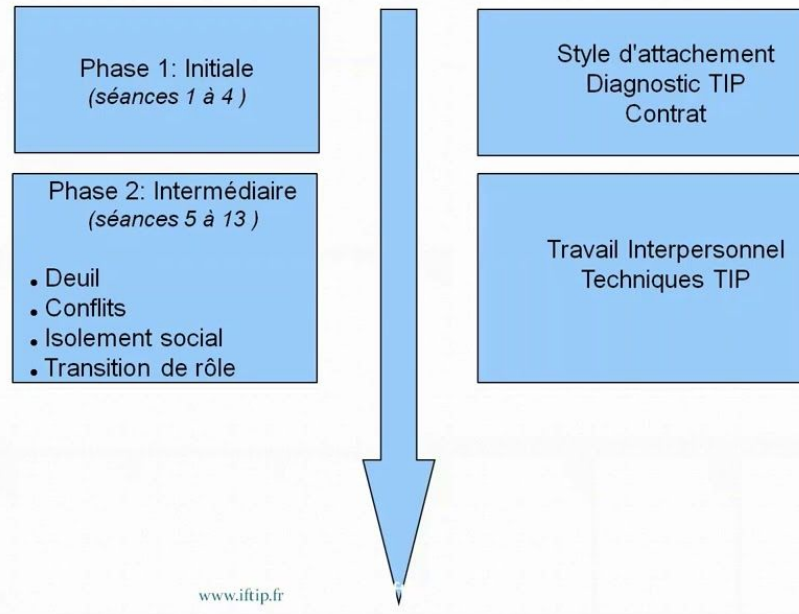 Phase 1: Initiale
(séances 1 à 4 )
Style d'attachement
Diagnostic TIP
Contrat
Phase 2: Intermédiaire
(séances 5 à 13 )
• Deuil
• Conflits
• Isolement social
• Transition de rôle
Travail Interpersonnel
Techniques TIP
www.iftip.fr